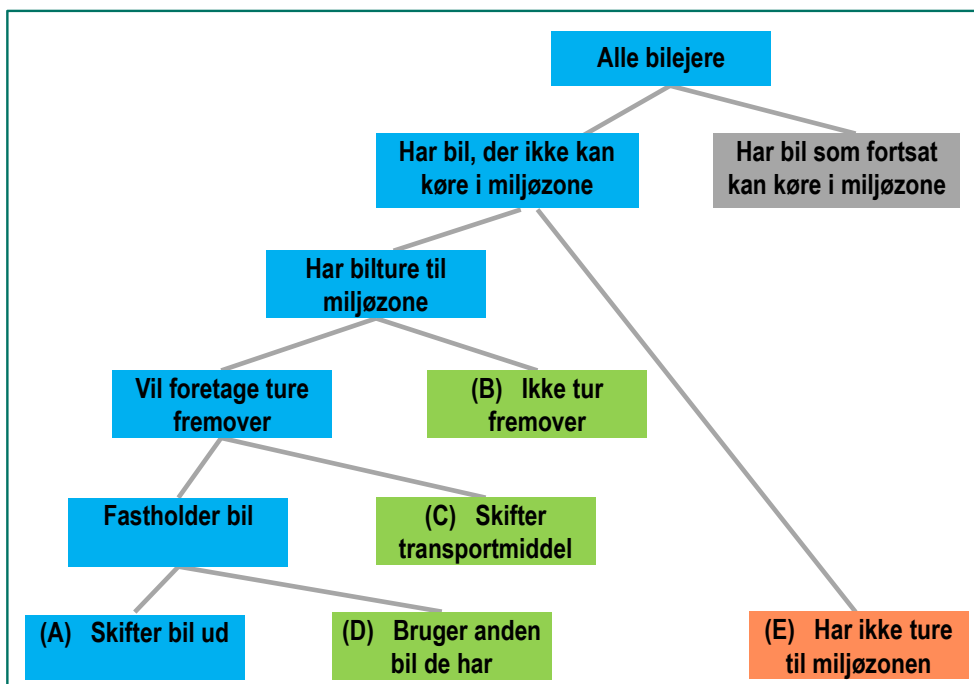 Alle bilejere
Har bil, der ikke kan
køre i miljøzone
Har bil som fortsat
kan køre i miljøzone
Har bilture til
miljøzone
Vil foretage ture
fremover
(B) Ikke tur
fremover
Fastholder bil
(C) Skifter
transportmiddel
(A) Skifter bil ud
(D) Bruger anden
bil de har
(E) Har ikke ture
til miljøzonen